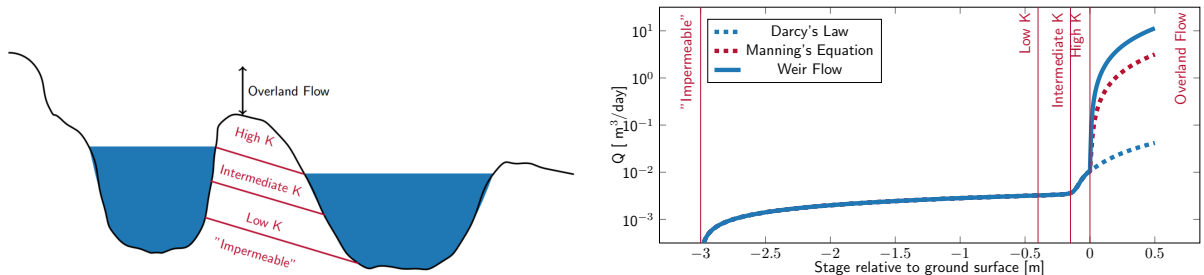 Overland Flow
High K
Intermediate K
Low K
"Impermeable"
Q [ m³/day]
10¹
10⁰
10⁻¹
10⁻²
10⁻³
Darcy's Law
Manning's Equation
Weir Flow
"Impermeable"
Low K
Intermediate K
High K
Overland Flow
−3 −2.5 −2 −1.5 −1 −0.5 0 0.5
Stage relative to ground surface [m]